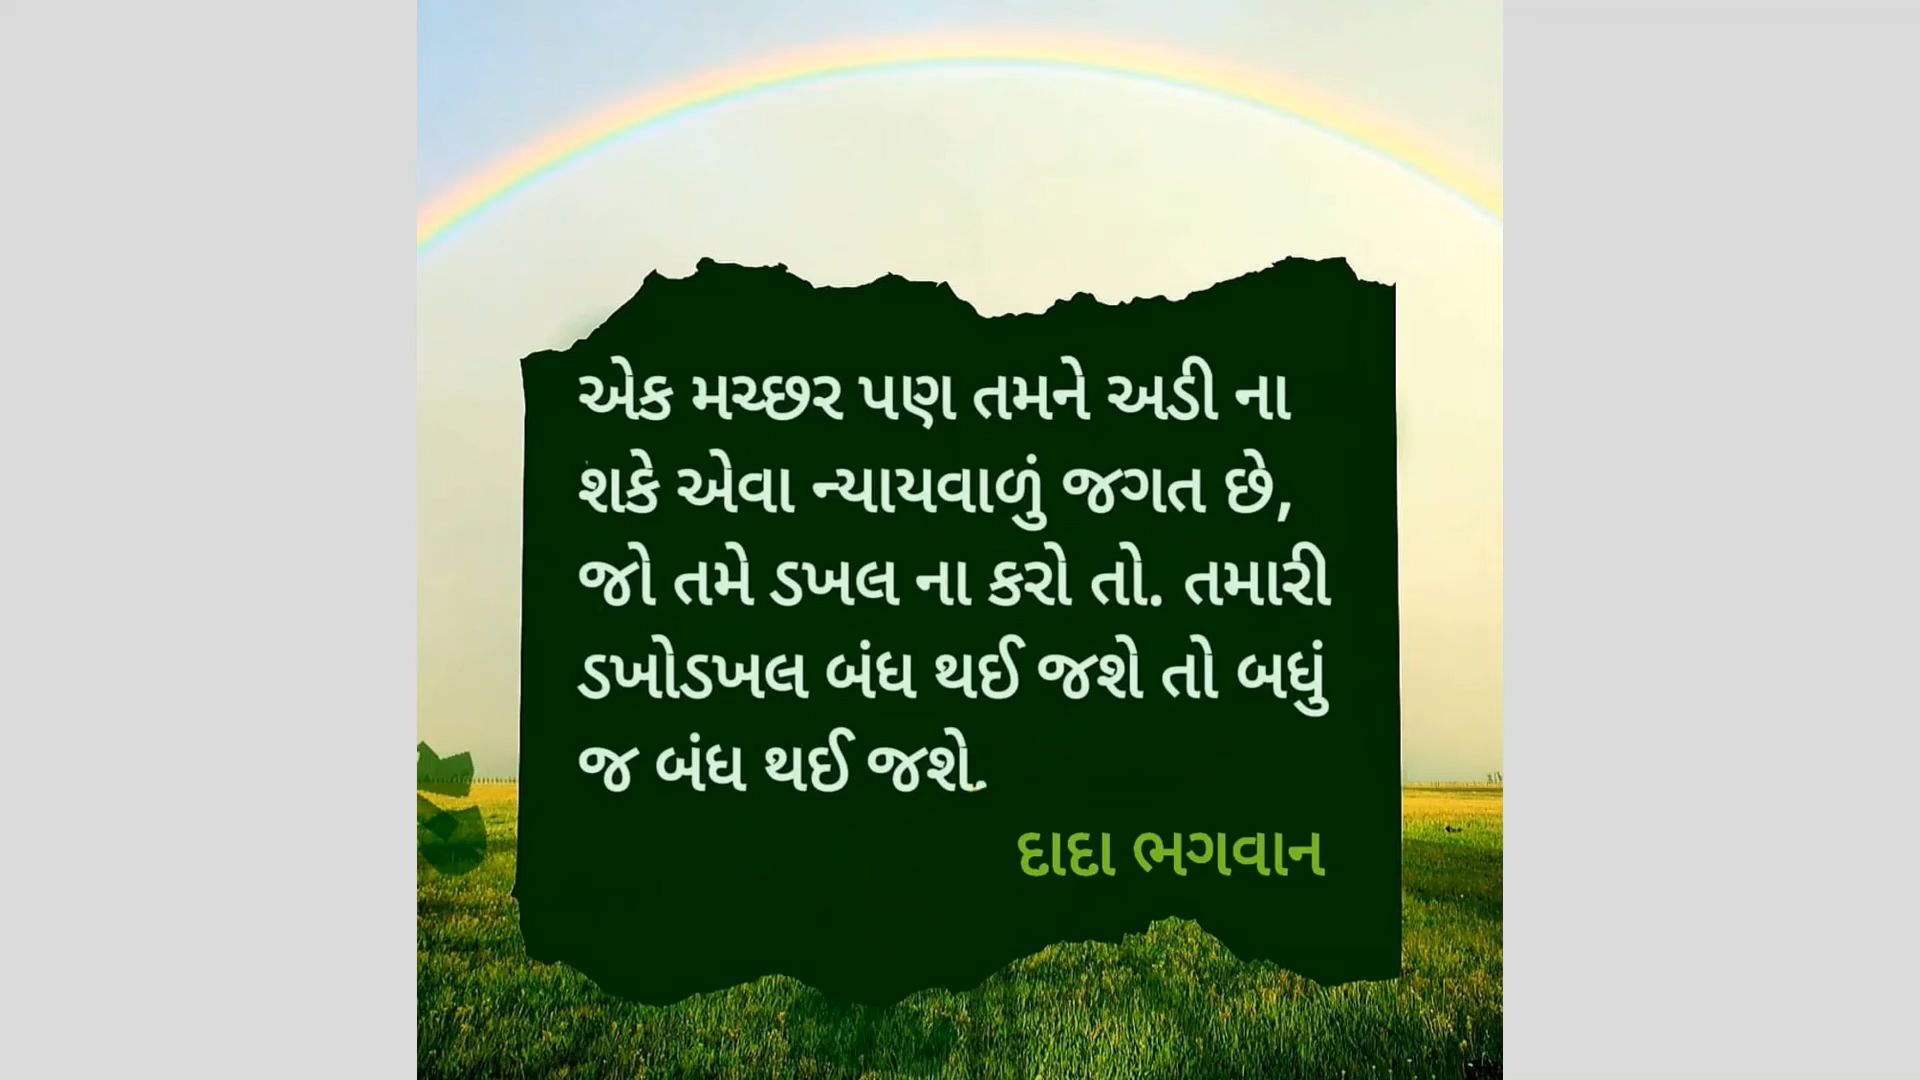 એક મચ્છર પણ તમને અડી ના
શકે એવા ન્યાયવાળું જગત છે,
જો તમે ડખલ ના કરો તો. તમારી
ડખોડખલ બંધ થઈ જશે તો બધું
જ બંધ થઈ જશે.
દાદા ભગવાન